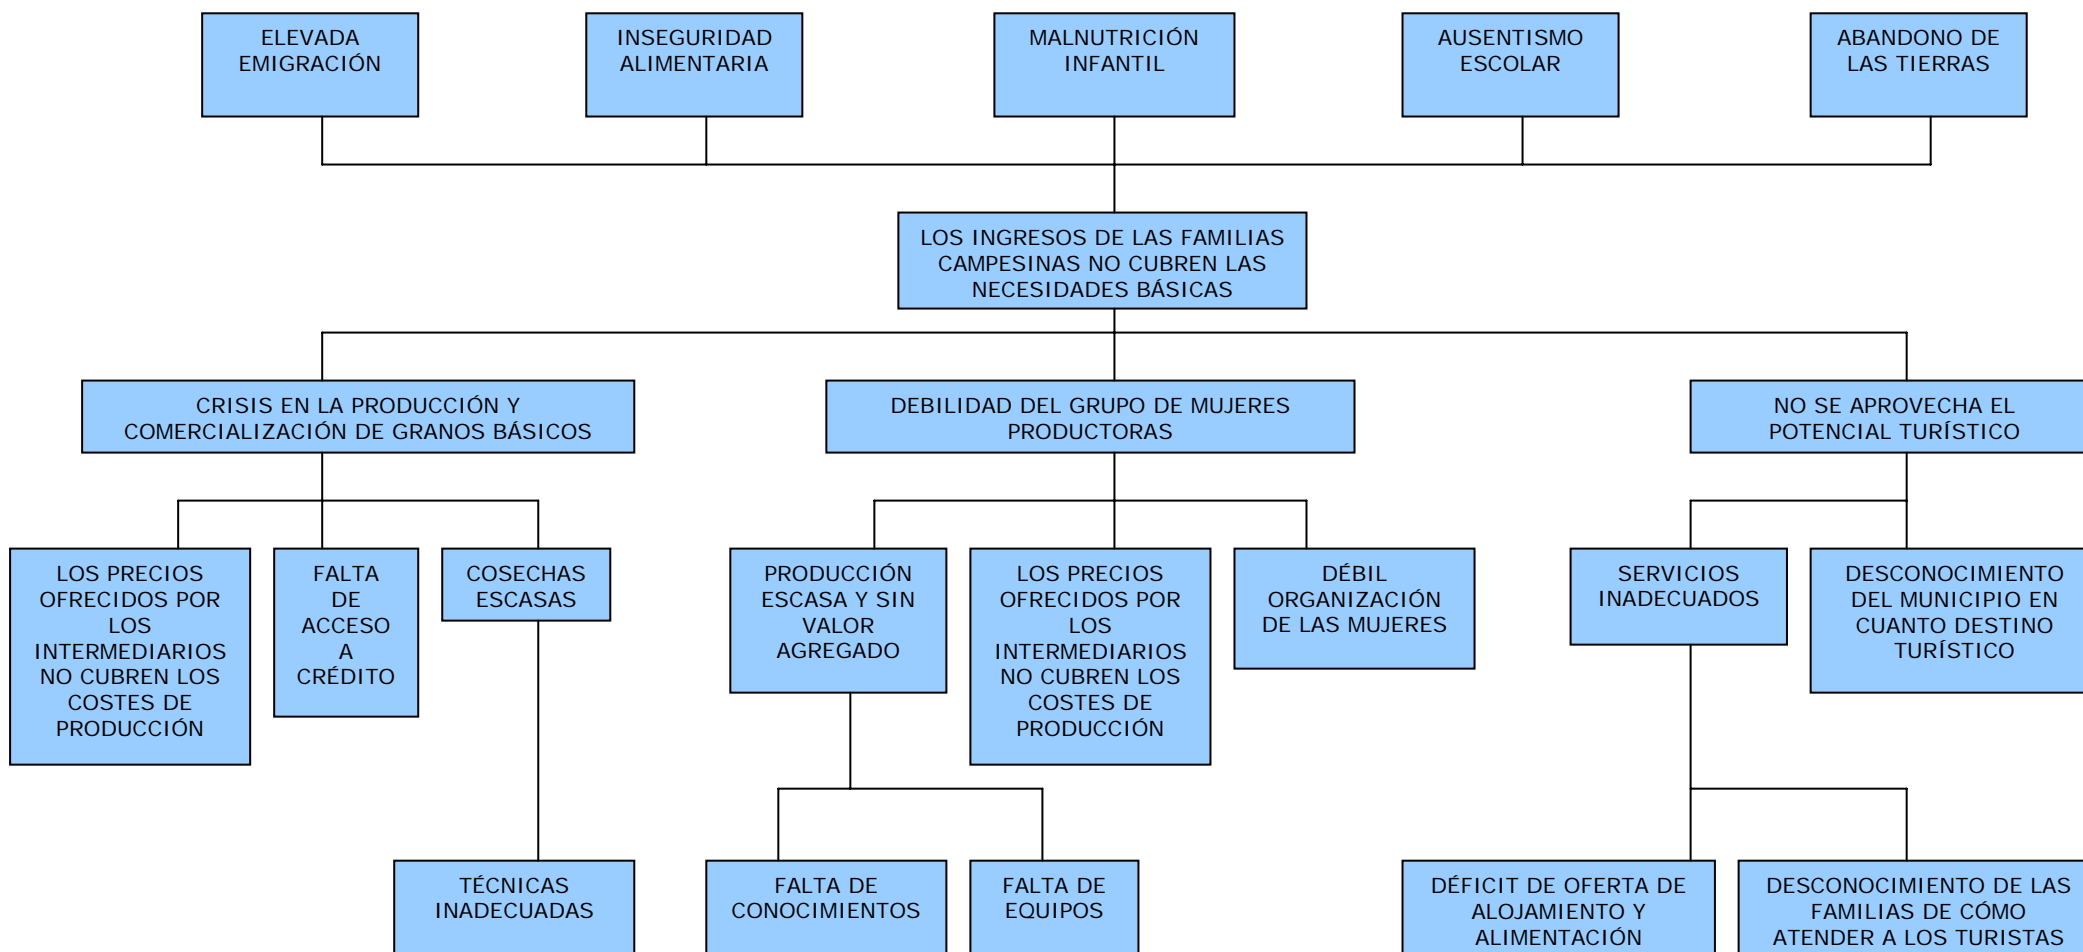 ELEVADA
EMIGRACIÓN
INSEGURIDAD
ALIMENTARIA
MALNUTRICIÓN
INFANTIL
AUSENTISMO
ESCOLAR
ABANDONO DE
LAS TIERRAS
LOS INGRESOS DE LAS FAMILIAS
CAMPESINAS NO CUBREN LAS
NECESIDADES BÁSICAS
CRISIS EN LA PRODUCCIÓN Y
COMERCIALIZACIÓN DE GRANOS BÁSICOS
DEBILIDAD DEL GRUPO DE MUJERES
PRODUCTORAS
NO SE APROVECHA EL
POTENCIAL TURÍSTICO
LOS PRECIOS
OFRECIDOS POR
LOS
INTERMEDIARIOS
NO CUBREN LOS
COSTES DE
PRODUCCIÓN
FALTA
DE
ACCESO
A
CRÉDITO
COSECHAS
ESCASAS
PRODUCCIÓN
ESCASA Y SIN
VALOR
AGREGADO
LOS PRECIOS
OFRECIDOS POR
LOS
INTERMEDIARIOS
NO CUBREN LOS
COSTES DE
PRODUCCIÓN
DÉBIL
ORGANIZACIÓN
DE LAS MUJERES
SERVICIOS
INADECUADOS
DESCONOCIMIENTO
DEL MUNICIPIO EN
CUANTO DESTINO
TURÍSTICO
TÉCNICAS
INADECUADAS
FALTA DE
CONOCIMIENTOS
FALTA DE
EQUIPOS
DÉFICIT DE OFERTA DE
ALOJAMIENTO Y
ALIMENTACIÓN
DESCONOCIMIENTO DE LAS
FAMILIAS DE CÓMO
ATENDER A LOS TURISTAS